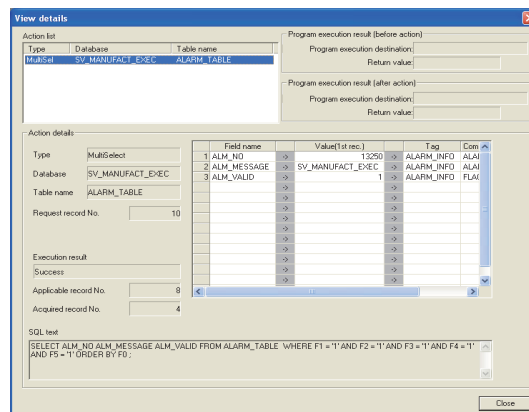 View details
Action list
Type Database Table name
MultiSel SV_MANUFACT_EXEC ALARM_TABLE
Program execution result (before action)
Program execution destination:
Return value:
Program execution result (after action)
Program execution destination:
Return value:
Action details
Type MultiSelect
Database SV_MANUFACT_EXEC
Table name ALARM_TABLE
Request record No. 10
Execution result
Success
Applicable record No. 8
Acquired record No. 4
Field name Value(1st rec.) Tag Com
1 ALM_NO -> 13250 -> ALARM_INFO ALAI
2 ALM_MESSAGE -> SV_MANUFACT_EXEC -> ALARM_INFO ALAI
3 ALM_VALID -> 1 -> ALARM_INFO FLAC
->  ->
->  ->
->  ->
->  ->
->  ->
->  ->
->  ->
->  ->
SQL text
SELECT ALM_NO ALM_MESSAGE ALM_VALID FROM ALARM_TABLE WHERE F1 = '1' AND F2 = '1' AND F3 = '1' AND F4 = '1'
AND F5 = '1' ORDER BY F0 ;
Close